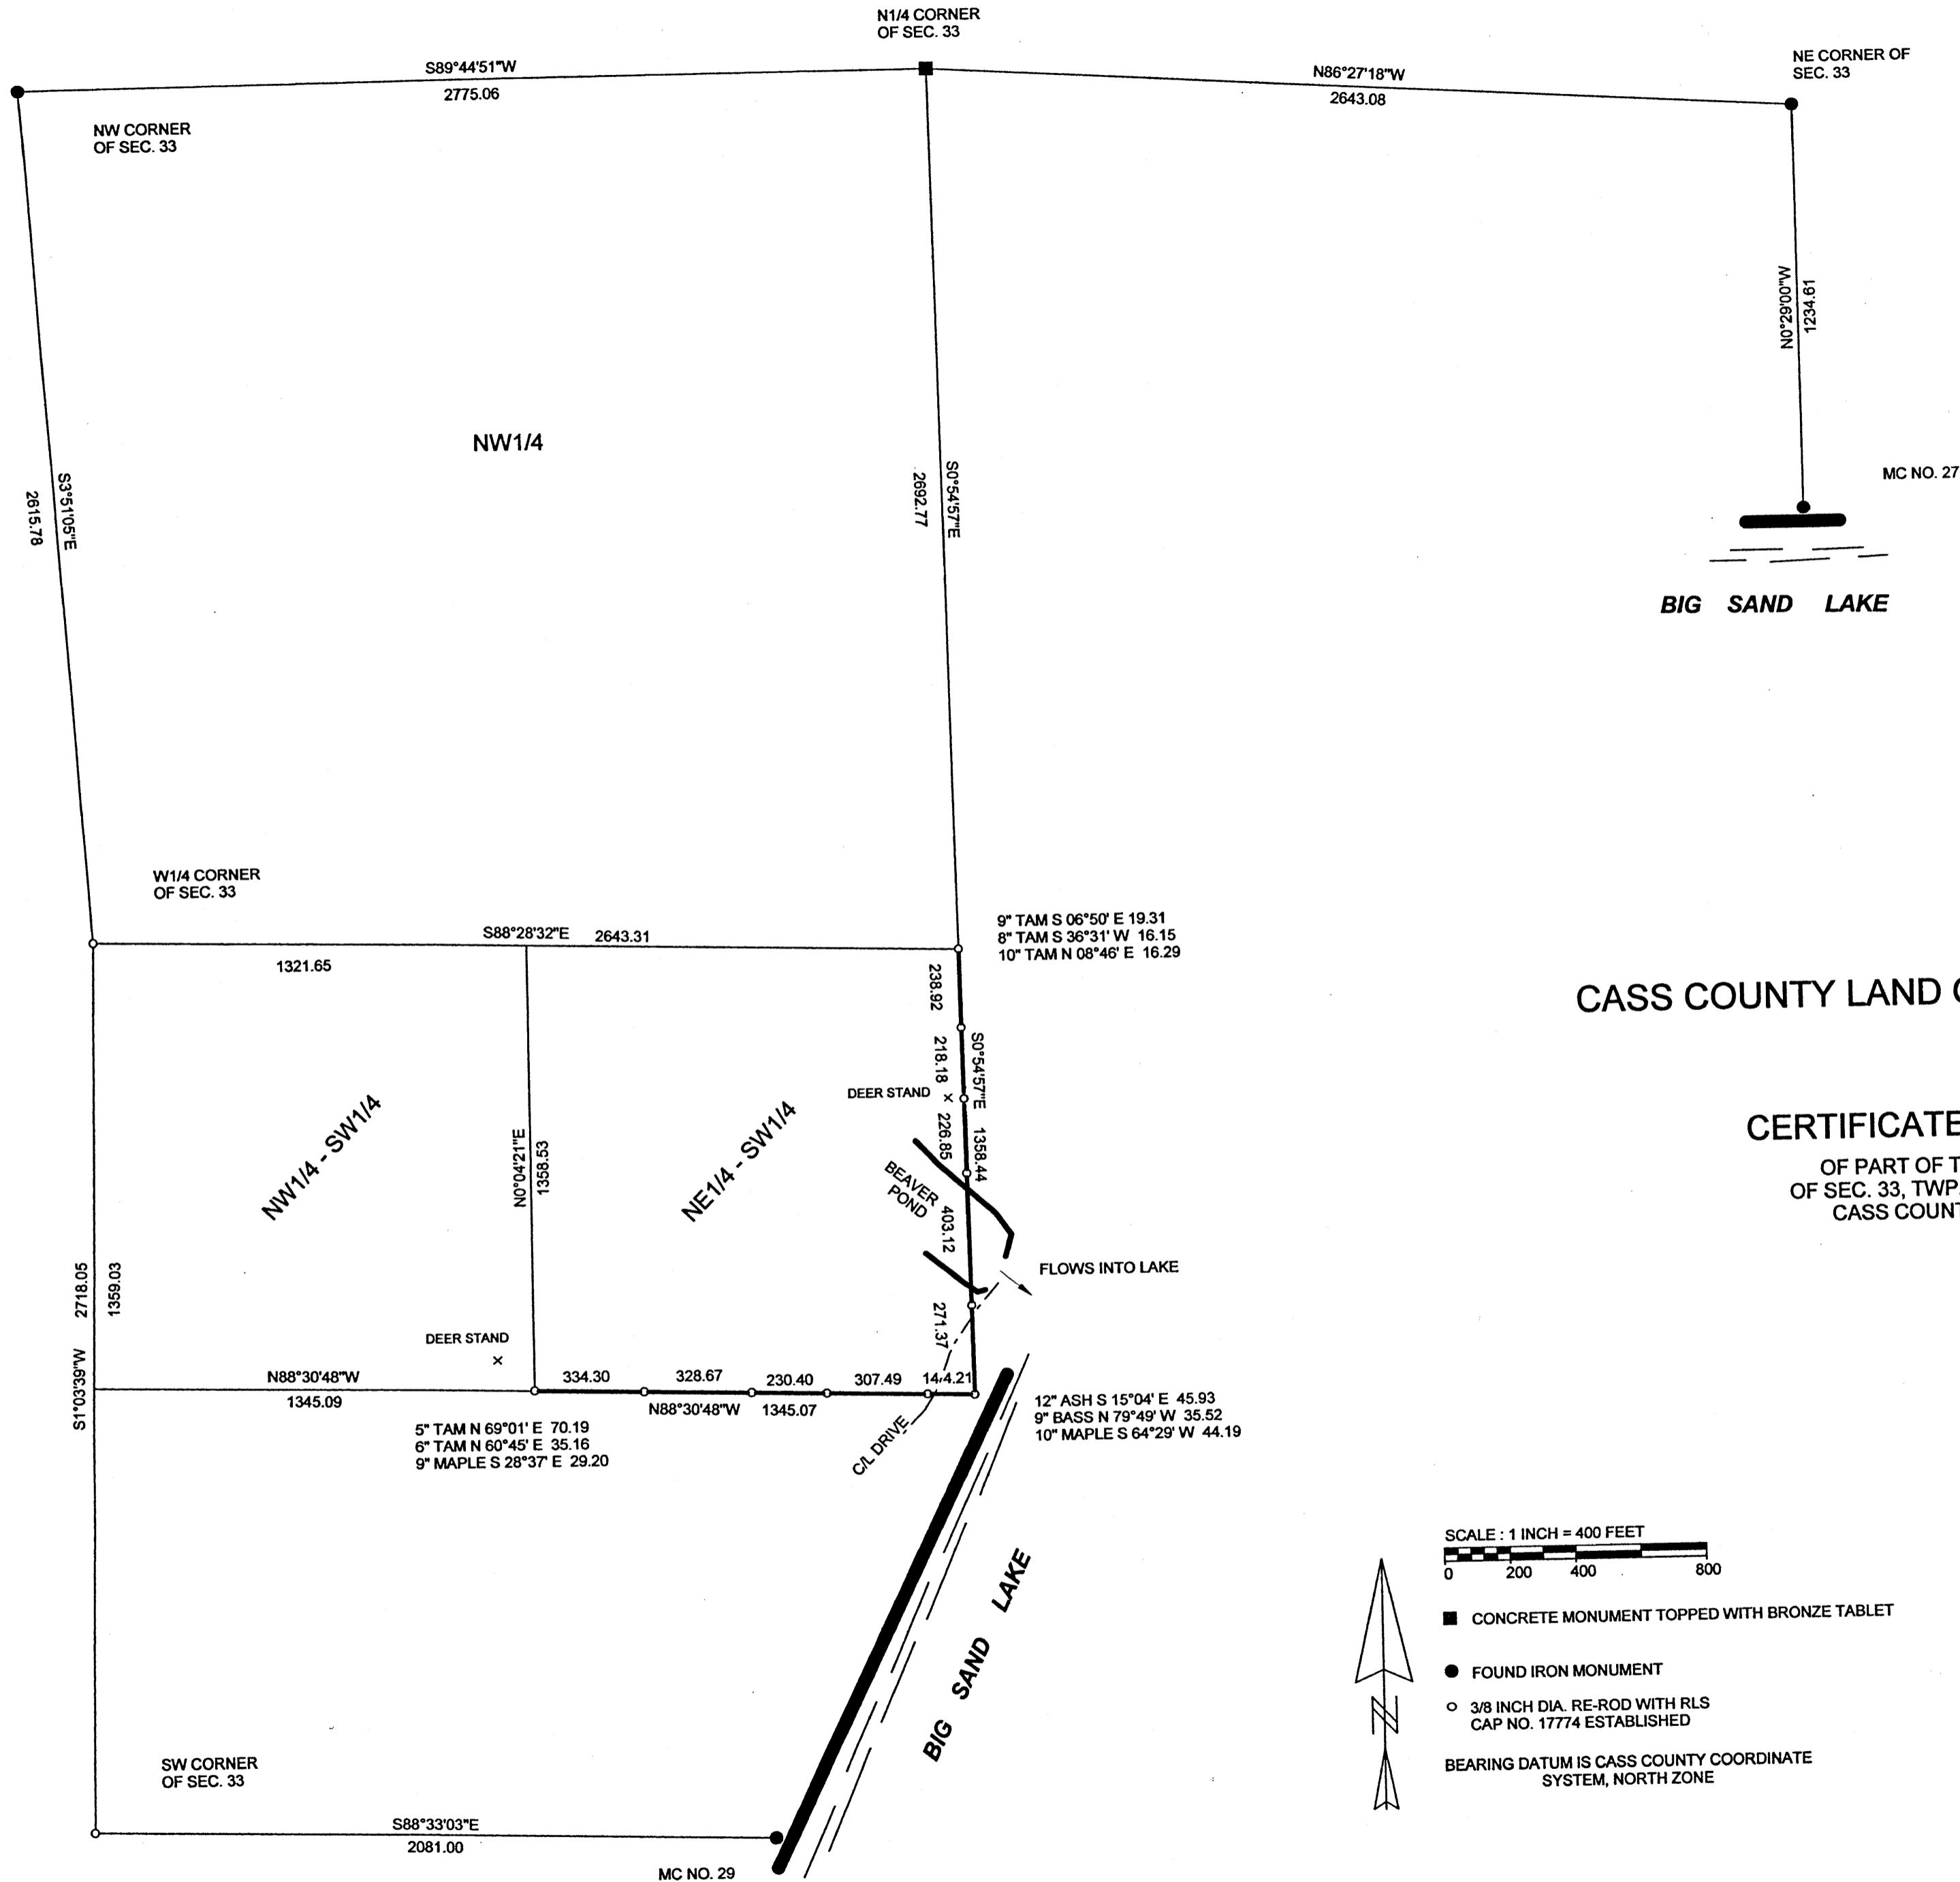 N1/4 CORNER
OF SEC. 33
S89°44'51"W
2775.06
N86°27'18"W
2643.08
NE CORNER OF
SEC. 33
NW CORNER
OF SEC. 33
N0°29'00"W
1234.61
NW1/4
S3°51'05"E
2615.78
S0°54'57"E
2692.77
MC NO. 27
BIG SAND LAKE
W1/4 CORNER
OF SEC. 33
S88°28'32"E 2643.31
1321.65
9" TAM S 06°50' E 19.31
8" TAM S 36°31' W 16.15
10" TAM N 08°46' E 16.29
238.92
218.18
S0°54'57"E 1358.44
DEER STAND X
226.85
CASS COUNTY LAND
CERTIFICATE
OF PART OF T
OF SEC. 33, TWP.
CASS COUNT
NW1/4 - SW1/4
N0°04'21"E
1358.53
NE1/4 - SW1/4
BEAVER
POND
403.12
FLOWS INTO LAKE
271.37
S1°03'39"W 2718.05
1359.03
DEER STAND
X
N88°30'48"W
1345.09
334.30
328.67
230.40
307.49
144.21
N88°30'48"W 1345.07
5" TAM N 69°01' E 70.19
6" TAM N 60°45' E 35.16
9" MAPLE S 28°37' E 29.20
12" ASH S 15°04' E 45.93
9" BASS N 79°49' W 35.52
10" MAPLE S 64°29' W 44.19
C/L DRIVE
BIG SAND LAKE
SCALE : 1 INCH = 400 FEET
0 200 400 800
CONCRETE MONUMENT TOPPED WITH BRONZE TABLET
FOUND IRON MONUMENT
3/8 INCH DIA. RE-ROD WITH RLS
CAP NO. 17774 ESTABLISHED
N
BEARING DATUM IS CASS COUNTY COORDINATE
SYSTEM, NORTH ZONE
SW CORNER
OF SEC. 33
S88°33'03"E
2081.00
MC NO. 29